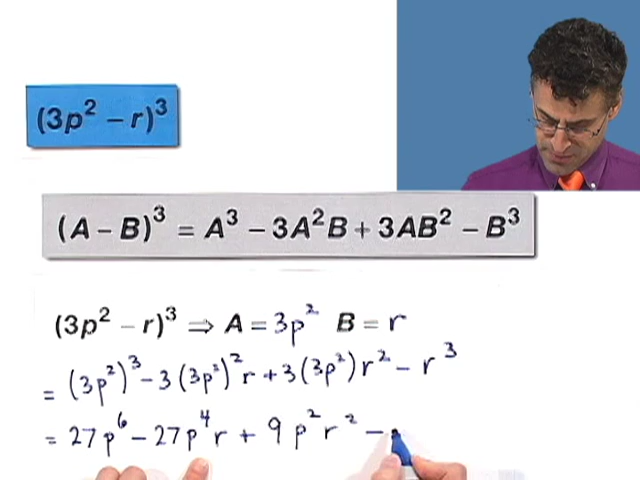 (3p² − r)³
(A − B)³ = A³ − 3A²B + 3AB² − B³
(3p² − r)³ ⇒ A = 3p² B = r
= (3p²)³ − 3(3p²)²r + 3(3p²)r² − r³
= 27p⁶ − 27p⁴r + 9p²r² −